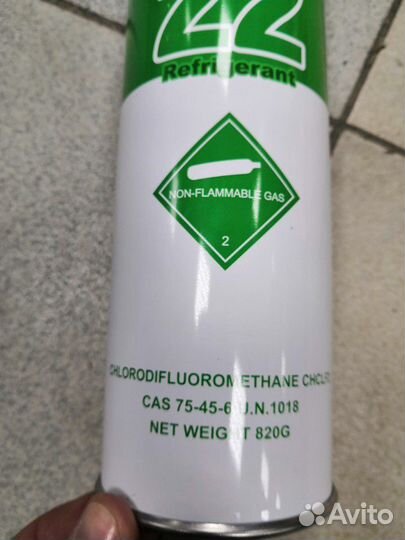 22
Refrigerant
NON-FLAMMABLE GAS
2
CHLORODIFLUOROMETHANE
CAS 75-45-6 U.N.1018
NET WEIGHT 820G
Avito